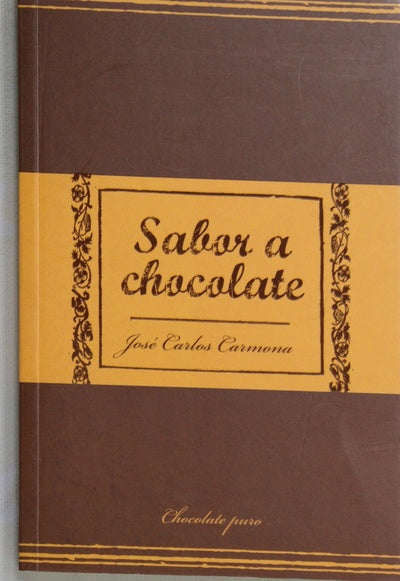 Sabor a
chocolate
José Carlos Carmona
Chocolate puro